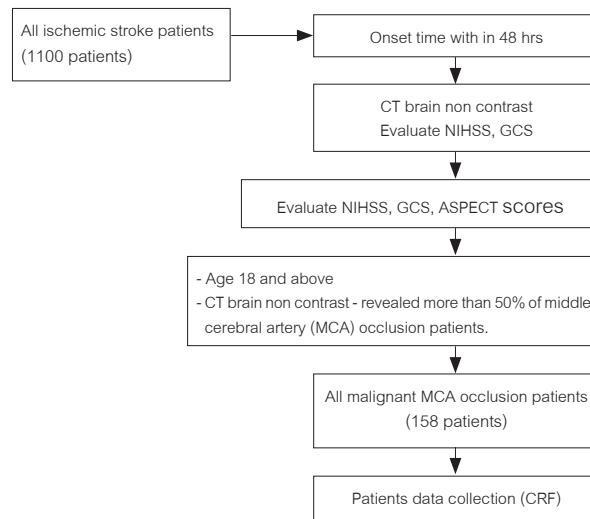 All ischemic stroke patients
(1100 patients)
Onset time with in 48 hrs
CT brain non contrast
Evaluate NIHSS, GCS
Evaluate NIHSS, GCS, ASPECT scores
- Age 18 and above
- CT brain non contrast - revealed more than 50% of middle
cerebral artery (MCA) occlusion patients.
All malignant MCA occlusion patients
(158 patients)
Patients data collection (CRF)